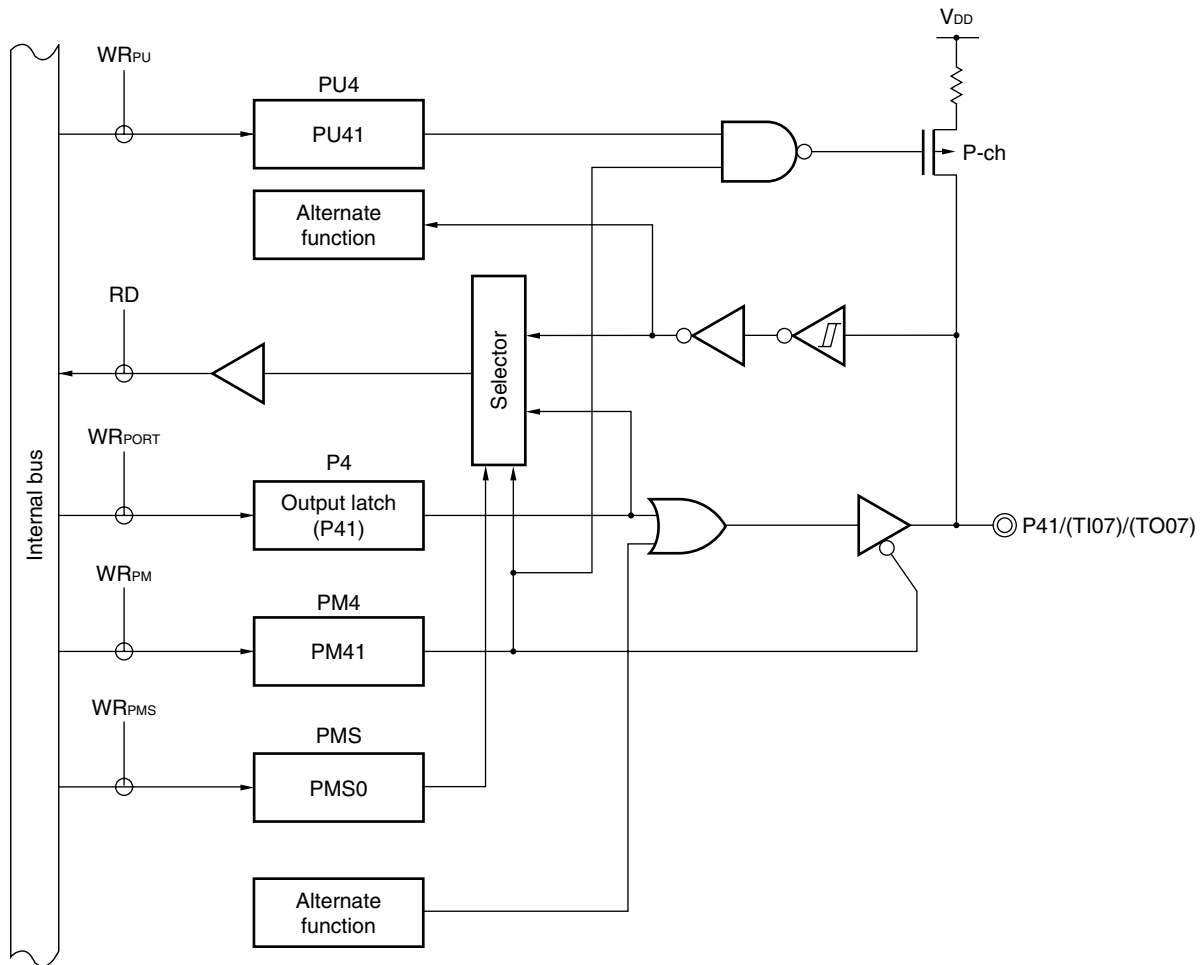 VDD
WRPU
PU4
PU41
P-ch
Alternate
function
RD
Selector
WRPORT
P4
Output latch
(P41)
P41/(TI07)/(TO07)
Internal bus
WRPM
PM4
PM41
WRPMS
PMS
PMS0
Alternate
function